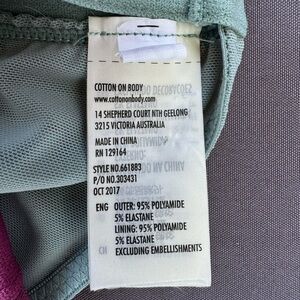 COTTON ON BODY
www.cottononbody.com
14 SHEPHERD COURT NTH GEELONG
3215 VICTORIA AUSTRALIA
MADE IN CHINA
RN 129164
STYLE NO.661883
P/O NO.303431
OCT 2017
ENG OUTER: 95% POLYAMIDE
5% ELASTANE
LINING: 95% POLYAMIDE
5% ELASTANE
CN EXCLUDING EMBELLISHMENTS